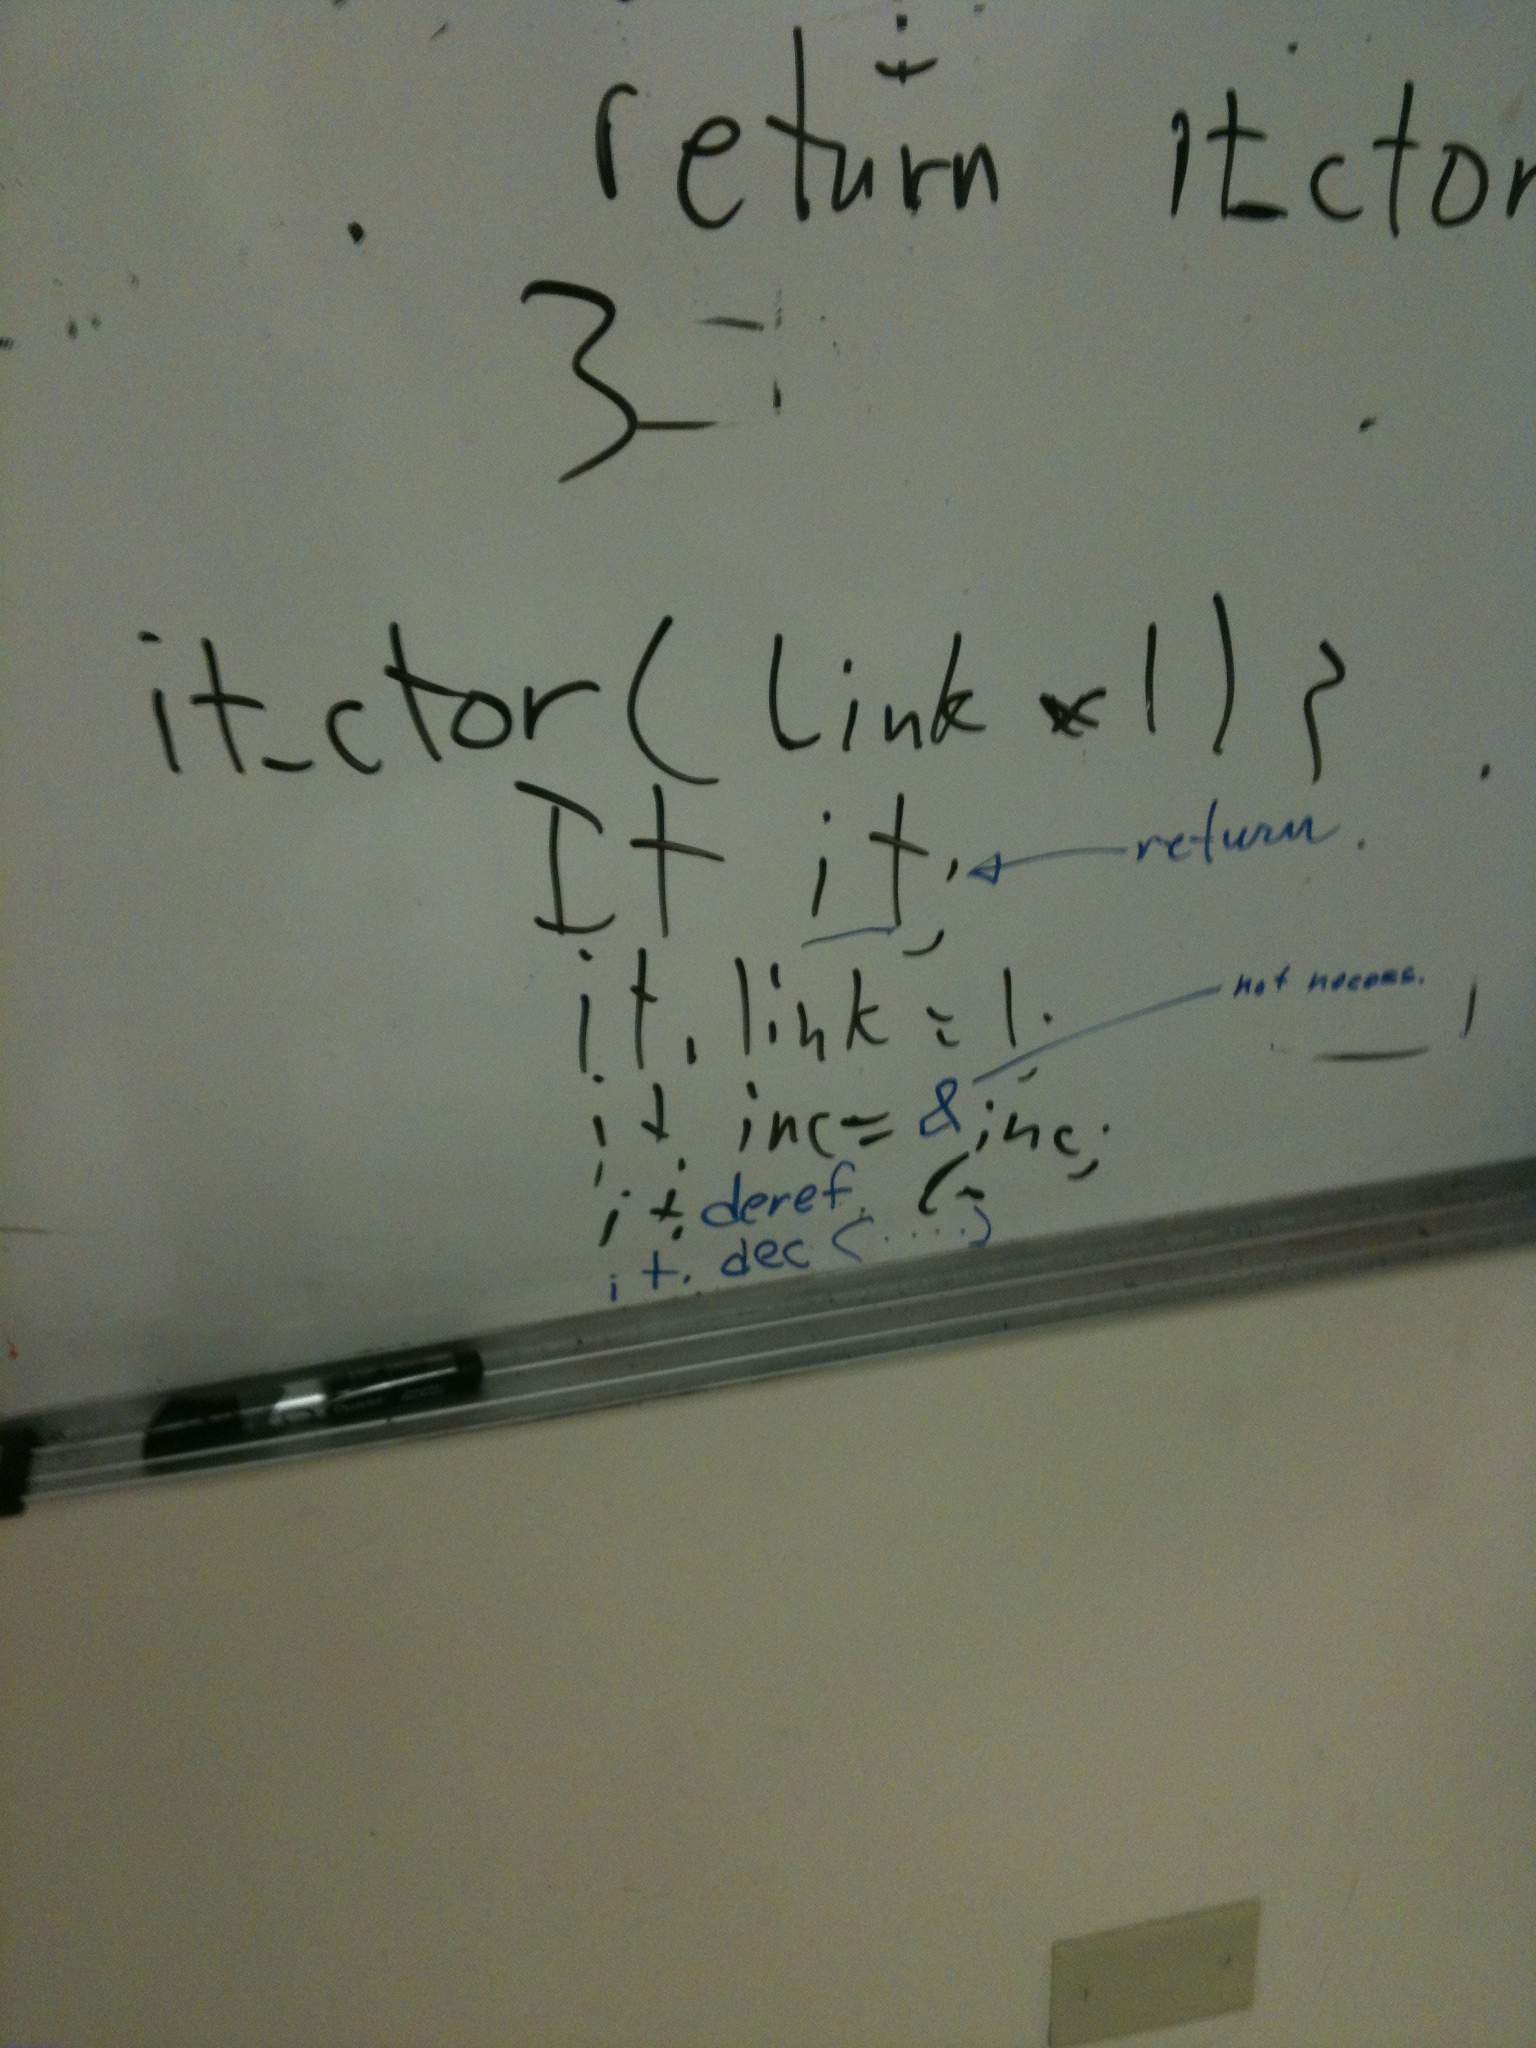 return it_ctor
}
it_ctor( Link *l) {
It it; return.
it. link = l.
not necess.
it inc= & inc;
it. deref. (-
it. dec (.....)